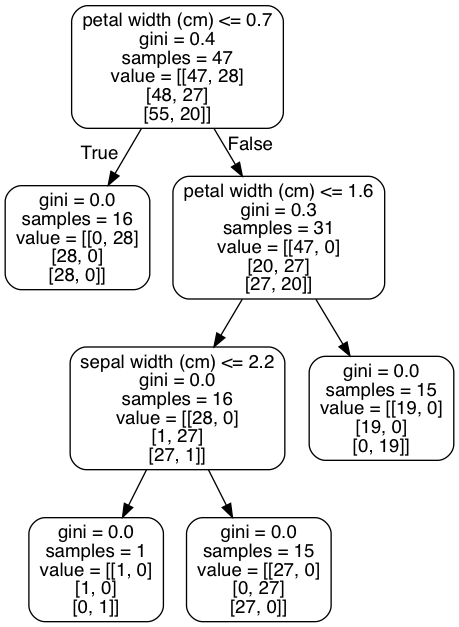 petal width (cm) <= 0.7
gini = 0.4
samples = 47
value = [[47, 28]
[48, 27]
[55, 20]]
True
False
gini = 0.0
samples = 16
value = [[0, 28]
[28, 0]
[28, 0]]
petal width (cm) <= 1.6
gini = 0.3
samples = 31
value = [[47, 0]
[20, 27]
[27, 20]]
sepal width (cm) <= 2.2
gini = 0.0
samples = 16
value = [[28, 0]
[1, 27]
[27, 1]]
gini = 0.0
samples = 15
value = [[19, 0]
[19, 0]
[0, 19]]
gini = 0.0
samples = 1
value = [[1, 0]
[1, 0]
[0, 1]]
gini = 0.0
samples = 15
value = [[27, 0]
[0, 27]
[27, 0]]